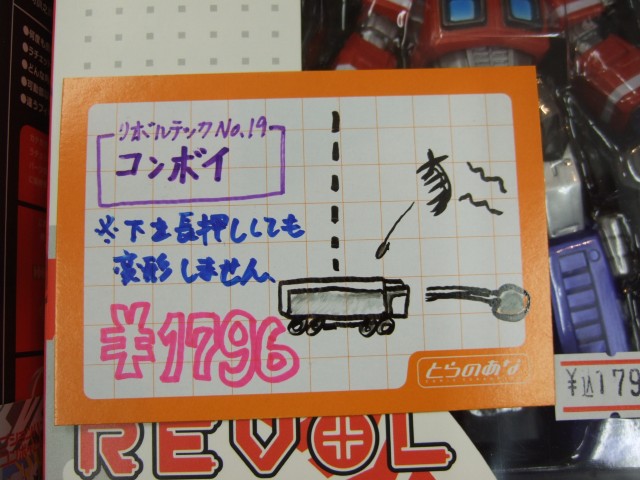 リボルテックNo.19
コンボイ
※下を長押ししても
変形しません、
¥1796
とらのあな
¥込179
REVOL